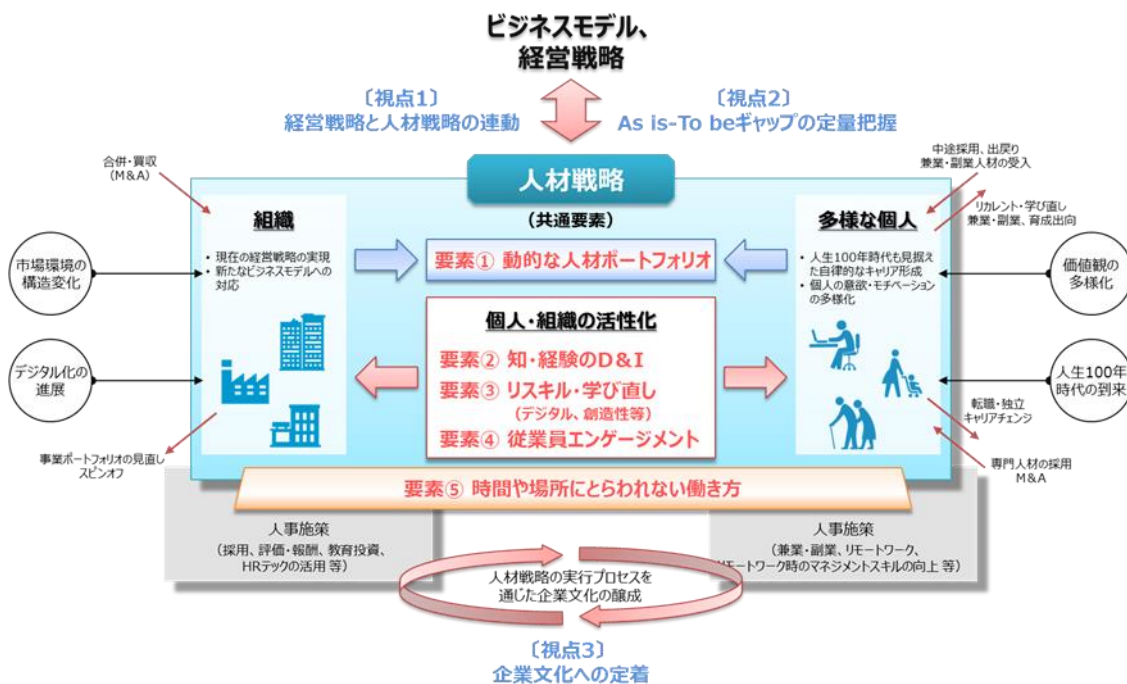 ビジネスモデル、
経営戦略
〔視点1〕
経営戦略と人材戦略の連動
〔視点2〕
As is-To beギャップの定量把握
合併・買収
（M&A）
人材戦略
（共通要素）
中途採用、出戻り
兼業・副業人材の受入
リカレント・学び直し
兼業・副業、育成出向
組織
・現在の経営戦略の実現
・新たなビジネスモデルへの
対応
要素① 動的な人材ポートフォリオ
多様な個人
・人生100年時代も見据えた
自律的なキャリア形成
・個人の意欲・モチベーション
の多様化
市場環境の
構造変化
デジタル化の
進展
価値観の
多様化
人生100年
時代の到来
個人・組織の活性化
要素② 知・経験のD＆I
要素③ リスキル・学び直し
（デジタル、創造性等）
要素④ 従業員エンゲージメント
事業ポートフォリオの見直し
スピンオフ
転職・独立
キャリアチェンジ
専門人材の採用
M&A
要素⑤ 時間や場所にとらわれない働き方
人事施策
（採用、評価・報酬、教育投資、
HRテックの活用 等）
人事施策
（兼業・副業、リモートワーク、
リモートワーク時のマネジメントスキルの向上 等）
人材戦略の実行プロセスを
通じた企業文化の醸成
〔視点3〕
企業文化への定着